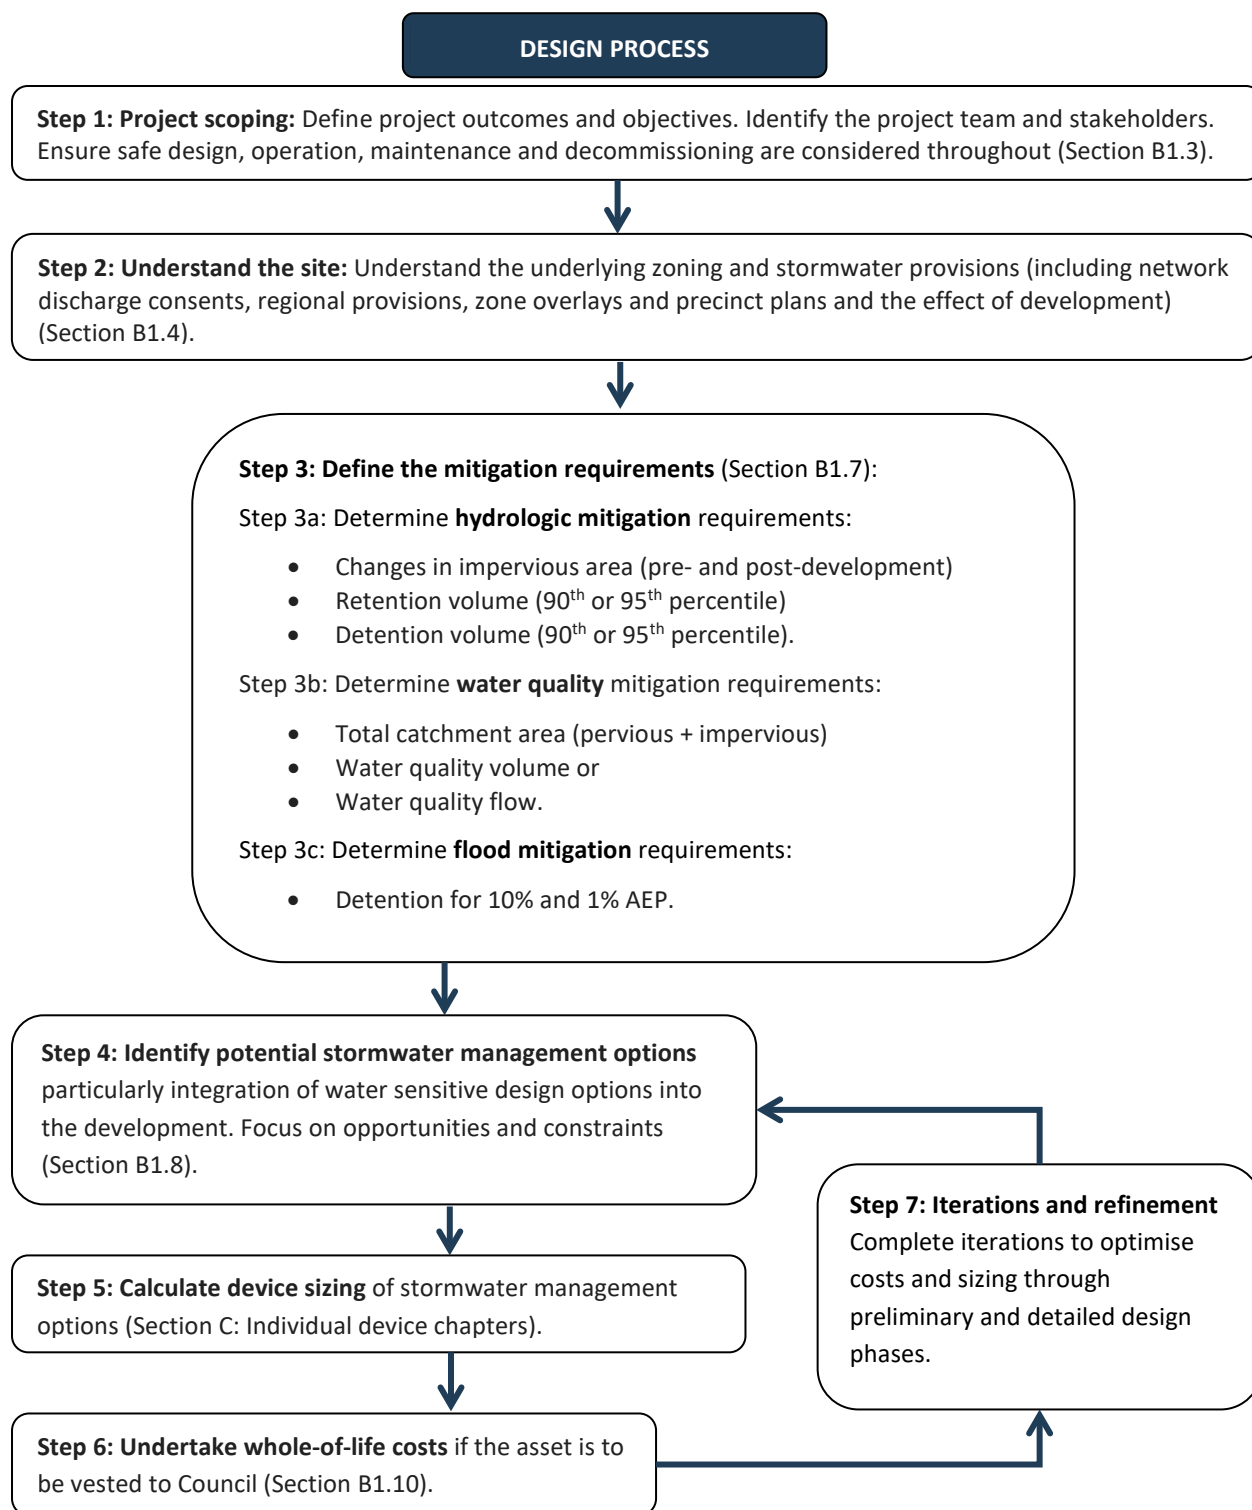 DESIGN PROCESS
Step 1: Project scoping: Define project outcomes and objectives. Identify the project team and stakeholders.
Ensure safe design, operation, maintenance and decommissioning are considered throughout (Section B1.3).
Step 2: Understand the site: Understand the underlying zoning and stormwater provisions (including network
discharge consents, regional provisions, zone overlays and precinct plans and the effect of development)
(Section B1.4).
Step 3: Define the mitigation requirements (Section B1.7):
Step 3a: Determine hydrologic mitigation requirements:
• Changes in impervious area (pre- and post-development)
• Retention volume (90th or 95th percentile)
• Detention volume (90th or 95th percentile).
Step 3b: Determine water quality mitigation requirements:
• Total catchment area (pervious + impervious)
• Water quality volume or
• Water quality flow.
Step 3c: Determine flood mitigation requirements:
• Detention for 10% and 1% AEP.
Step 4: Identify potential stormwater management options
particularly integration of water sensitive design options into
the development. Focus on opportunities and constraints
(Section B1.8).
Step 5: Calculate device sizing of stormwater management
options (Section C: Individual device chapters).
Step 6: Undertake whole-of-life costs if the asset is to
be vested to Council (Section B1.10).
Step 7: Iterations and refinement
Complete iterations to optimise
costs and sizing through
preliminary and detailed design
phases.